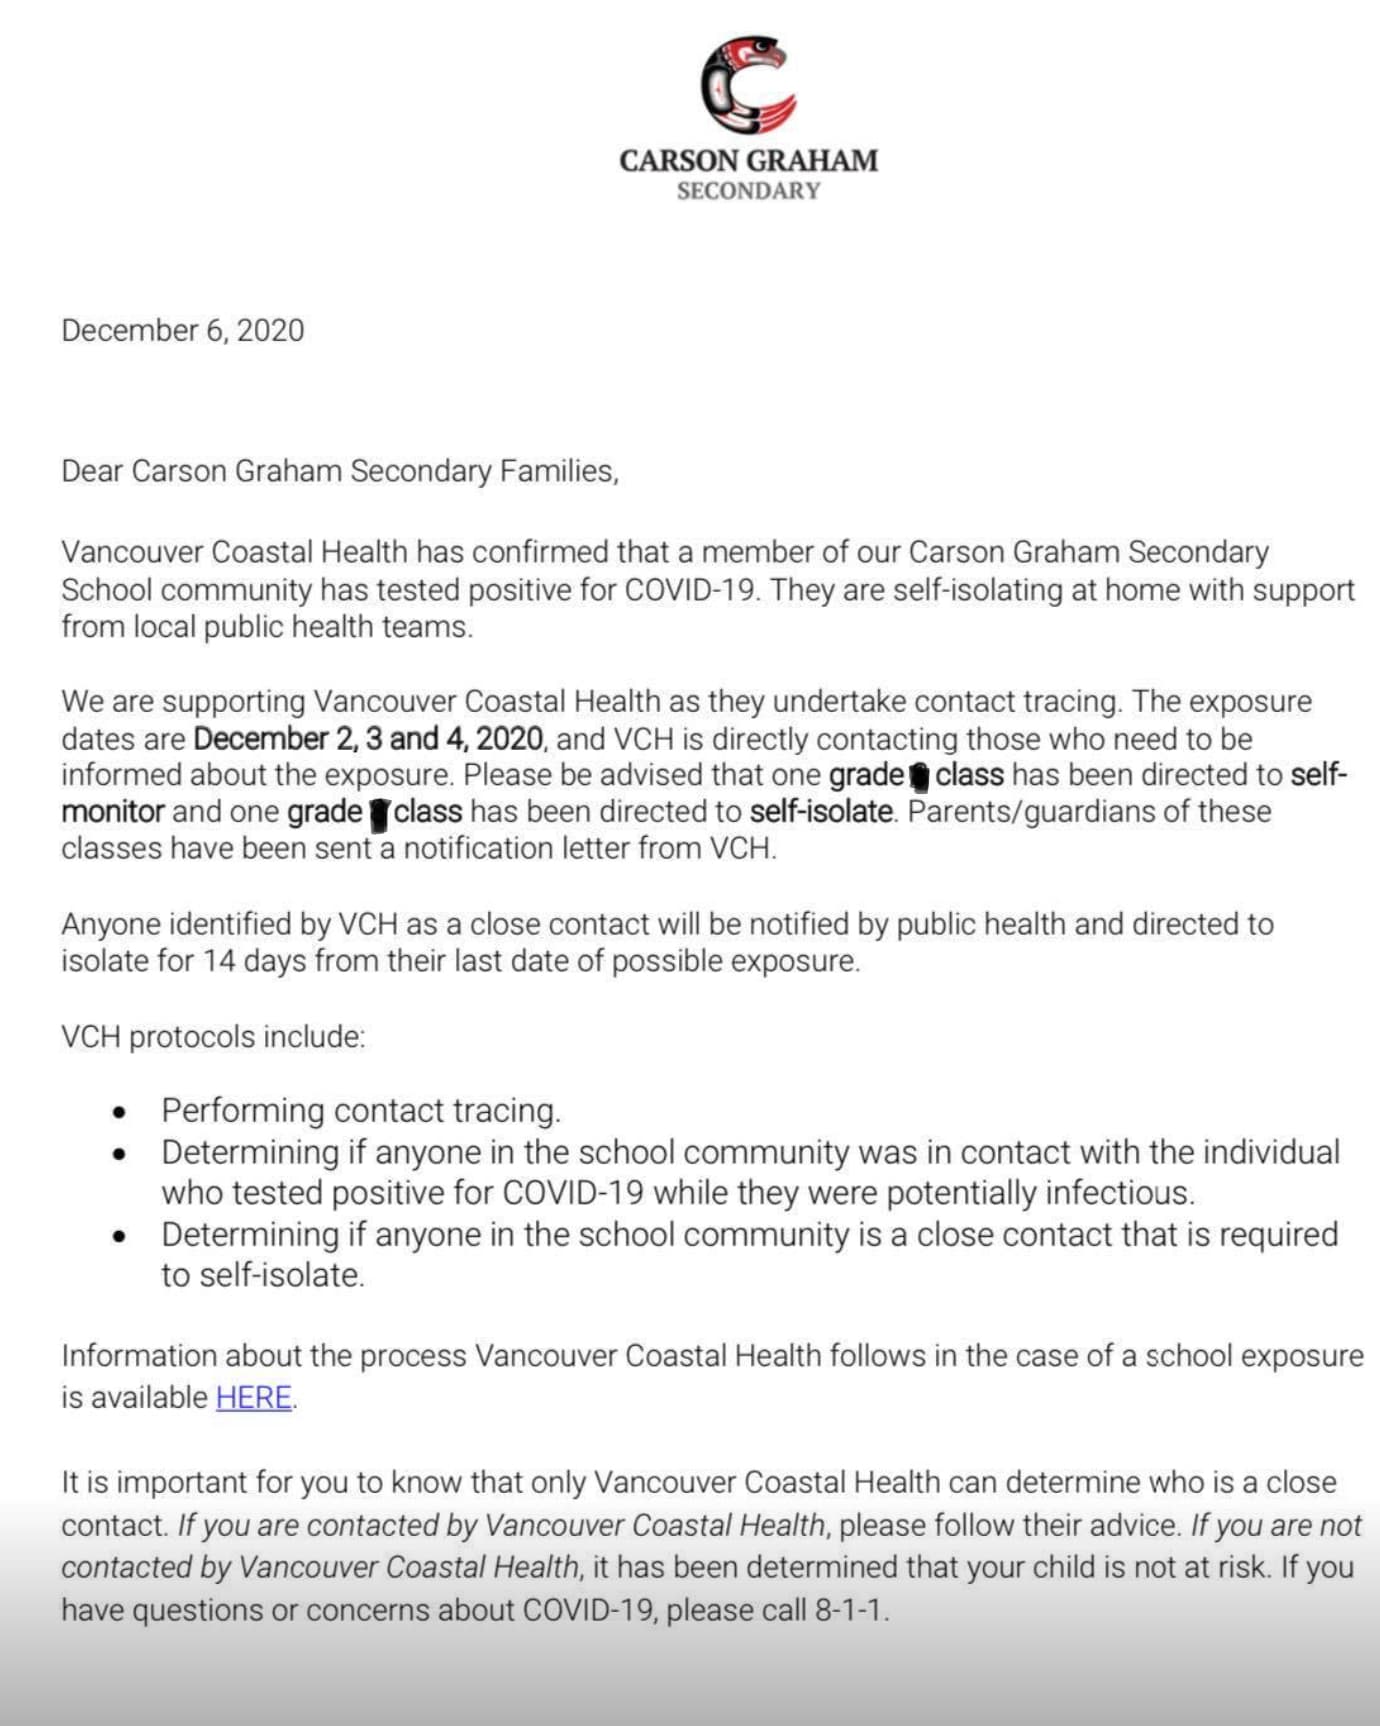 CARSON GRAHAM
SECONDARY
December 6, 2020
Dear Carson Graham Secondary Families,
Vancouver Coastal Health has confirmed that a member of our Carson Graham Secondary
School community has tested positive for COVID-19. They are self-isolating at home with support
from local public health teams.
We are supporting Vancouver Coastal Health as they undertake contact tracing. The exposure
dates are December 2, 3 and 4, 2020, and VCH is directly contacting those who need to be
informed about the exposure. Please be advised that one grade class has been directed to self-
monitor and one grade class has been directed to self-isolate. Parents/guardians of these
classes have been sent a notification letter from VCH.
Anyone identified by VCH as a close contact will be notified by public health and directed to
isolate for 14 days from their last date of possible exposure.
VCH protocols include:
• Performing contact tracing.
• Determining if anyone in the school community was in contact with the individual
who tested positive for COVID-19 while they were potentially infectious.
• Determining if anyone in the school community is a close contact that is required
to self-isolate.
Information about the process Vancouver Coastal Health follows in the case of a school exposure
is available HERE.
It is important for you to know that only Vancouver Coastal Health can determine who is a close
contact. If you are contacted by Vancouver Coastal Health, please follow their advice. If you are not
contacted by Vancouver Coastal Health, it has been determined that your child is not at risk. If you
have questions or concerns about COVID-19, please call 8-1-1.